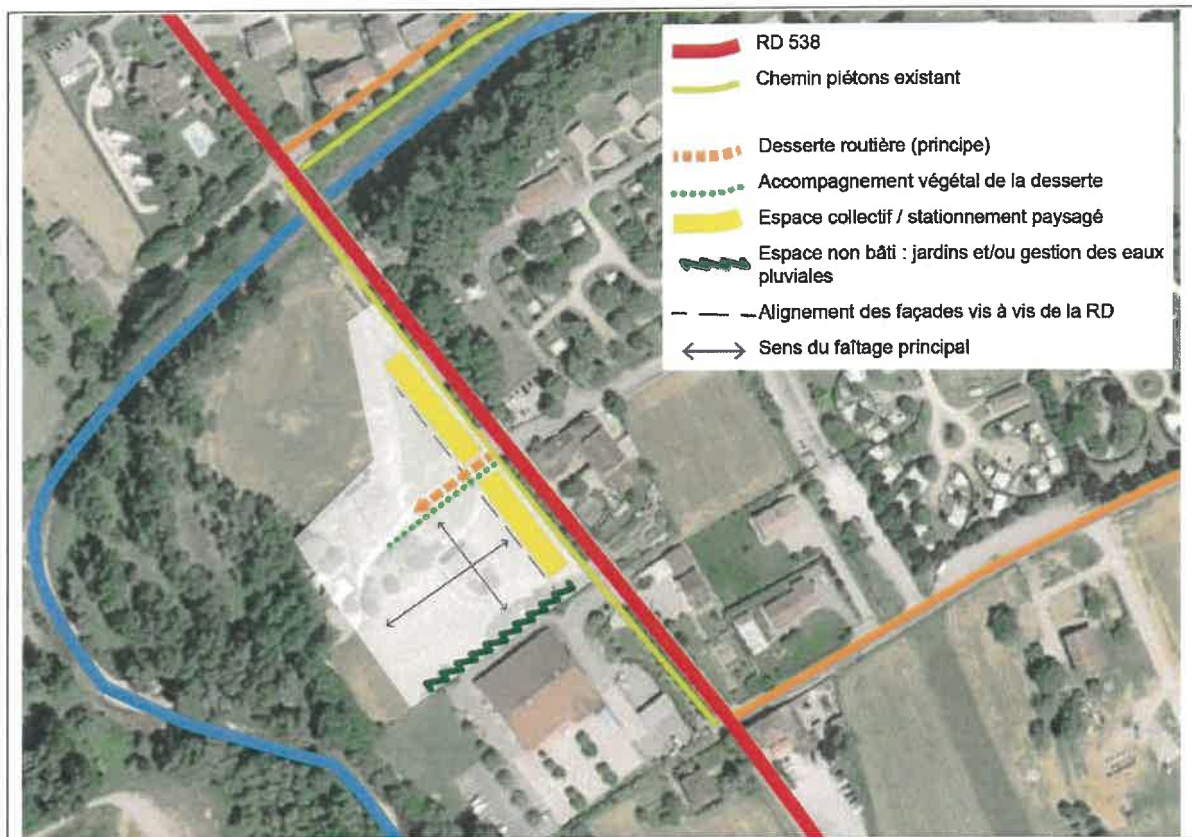 RD 538
Chemin piétons existant
Desserte routière (principe)
Accompagnement végétal de la desserte
Espace collectif / stationnement paysagé
Espace non bâti : jardins et/ou gestion des eaux
pluviales
Alignement des façades vis à vis de la RD
Sens du faîtage principal